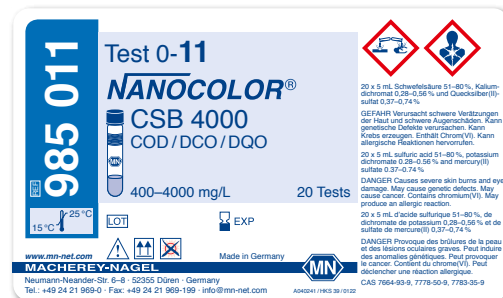 985 011
Test 0-11
NANOCOLOR®
CSB 4000
COD / DCO / DQO
MN
400–4000 mg/L
20 Tests
15 °C
25 °C
LOT
EXP
www.mn-net.com
Made in Germany
MACHEREY-NAGEL
MN
Neumann-Neander-Str. 6–8 · 52355 Düren · Germany
Tel.: +49 24 21 969-0 · Fax: +49 24 21 969-199 · info@mn-net.com
A040241 / HKS 39 / 0122
20 x 5 mL Schwefelsäure 51–80 %, Kalium-
dichromat 0,28–0,56 % und Quecksilber(II)-
sulfat 0,37–0,74 %
GEFAHR Verursacht schwere Verätzungen
der Haut und schwere Augenschäden. Kann
genetische Defekte verursachen. Kann
Krebs erzeugen. Enthält Chrom(VI). Kann
allergische Reaktionen hervorrufen.
20 x 5 mL sulfuric acid 51–80 %, potassium
dichromate 0.28–0.56 % and mercury(II)
sulfate 0.37–0.74 %
DANGER Causes severe skin burns and eye
damage. May cause genetic defects. May
cause cancer. Contains chromium(VI). May
produce an allergic reaction.
20 x 5 mL d'acide sulfurique 51–80 %, de
dichromate de potassium 0,28–0,56 % et de
sulfate de mercure(II) 0,37–0,74 %
DANGER Provoque des brûlures de la peau
et des lésions oculaires graves. Peut induire
des anomalies génétiques. Peut provoquer
le cancer. Contient du chrome(VI). Peut
déclencher une réaction allergique.
CAS 7664-93-9, 7778-50-9, 7783-35-9